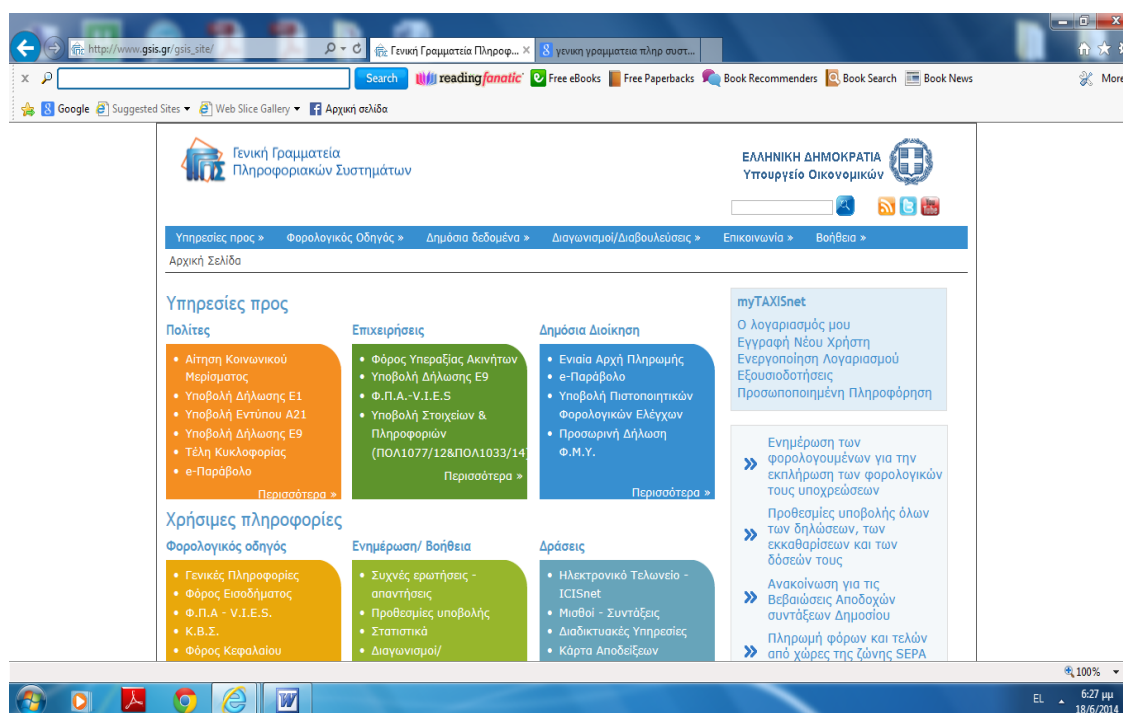 http://www.gsis.gr/gsis_site/
Γενική Γραμματεία Πληροφ... ×
γενικη γραμματεια πληρ συστ...
x
Search
readingfanatic
Free eBooks
Free Paperbacks
Book Recommenders
Book Search
Book News
More
Google
Suggested Sites
Web Slice Gallery
Αρχική σελίδα
Γενική Γραμματεία
Πληροφοριακών Συστημάτων
ΕΛΛΗΝΙΚΗ ΔΗΜΟΚΡΑΤΙΑ
Υπουργείο Οικονομικών
Υπηρεσίες προς » Φορολογικός Οδηγός » Δημόσια δεδομένα » Διαγωνισμοί/Διαβουλεύσεις » Επικοινωνία » Βοήθεια »
Αρχική Σελίδα
Υπηρεσίες προς
Πολίτες
• Αίτηση Κοινωνικού
Μερίσματος
• Υποβολή Δήλωσης Ε1
• Υποβολή Εντύπου Α21
• Υποβολή Δήλωσης Ε9
• Τέλη Κυκλοφορίας
• e-Παράβολο
Περισσότερα »
Επιχειρήσεις
• Φόρος Υπεραξίας Ακινήτων
• Υποβολή Δήλωσης Ε9
• Φ.Π.Α.-V.I.E.S
• Υποβολή Στοιχείων &
Πληροφοριών
(ΠΟΛ1077/12&ΠΟΛ1033/14)
Περισσότερα »
Δημόσια Διοίκηση
• Ενιαία Αρχή Πληρωμής
• e-Παράβολο
• Υποβολή Πιστοποιητικών
Φορολογικών Ελέγχων
• Προσωρινή Δήλωση
Φ.Μ.Υ.
Περισσότερα »
myTAXISnet
Ο λογαριασμός μου
Εγγραφή Νέου Χρήστη
Ενεργοποίηση Λογαριασμού
Εξουσιοδοτήσεις
Προσωποποιημένη Πληροφόρηση
Ενημέρωση των
φορολογουμένων για την
εκπλήρωση των φορολογικών
τους υποχρεώσεων
Προθεσμίες υποβολής όλων
των δηλώσεων, των
εκκαθαρίσεων και των
δόσεών τους
Ανακοίνωση για τις
Βεβαιώσεις Αποδοχών
συντάξεων Δημοσίου
Πληρωμή φόρων και τελών
από χώρες της ζώνης SEPA
Χρήσιμες πληροφορίες
Φορολογικός οδηγός
• Γενικές Πληροφορίες
• Φόρος Εισοδήματος
• Φ.Π.Α - V.I.E.S.
• Κ.Β.Σ.
• Φόρος Κεφαλαίου
Ενημέρωση/ Βοήθεια
• Συχνές ερωτήσεις -
απαντήσεις
• Προθεσμίες υποβολής
• Στατιστικά
• Διαγωνισμοί/
Δράσεις
• Ηλεκτρονικό Τελωνείο -
ICISnet
• Μισθοί - Συντάξεις
• Διαδικτυακές Υπηρεσίες
• Κάρτα Αποδείξεων
100%
EL
6:27 μμ
18/6/2014